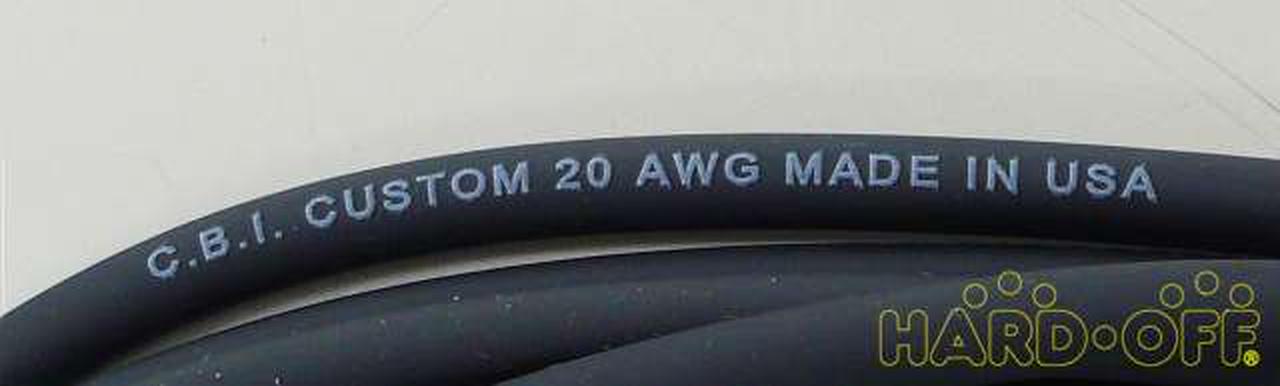 C.B.I. CUSTOM 20 AWG MADE IN USA
HARD•OFF®